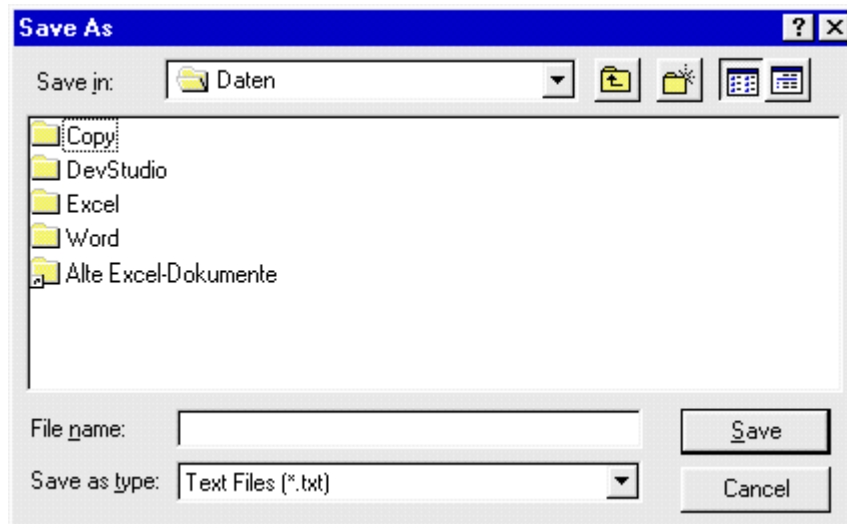 Save As
Save in: Daten
Copy
DevStudio
Excel
Word
Alte Excel-Dokumente
File name: Save
Save as type: Text Files (*.txt) Cancel